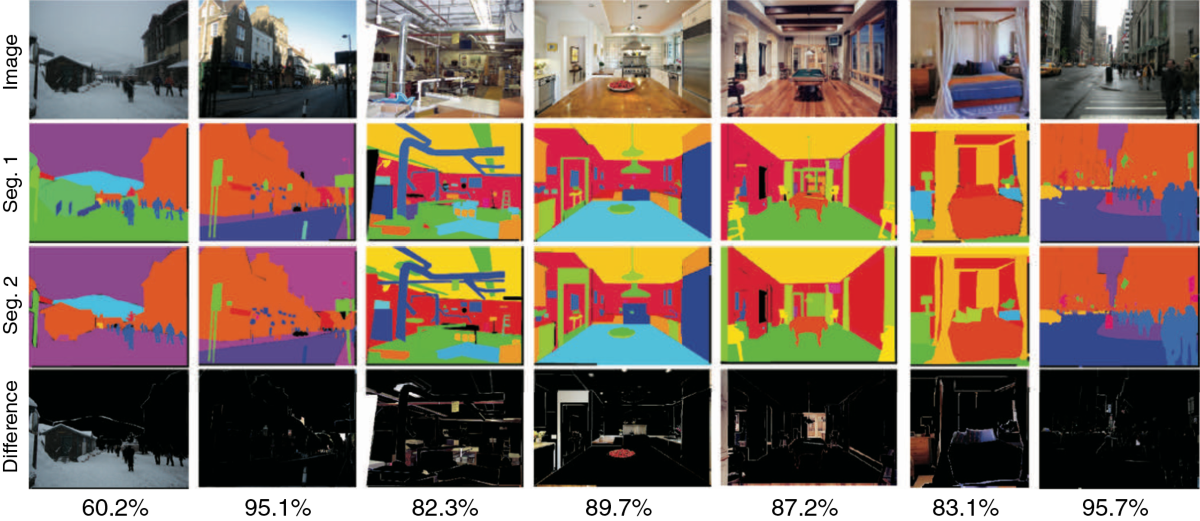 Image
Seg. 1
Seg. 2
Difference
60.2% 95.1% 82.3% 89.7% 87.2% 83.1% 95.7%